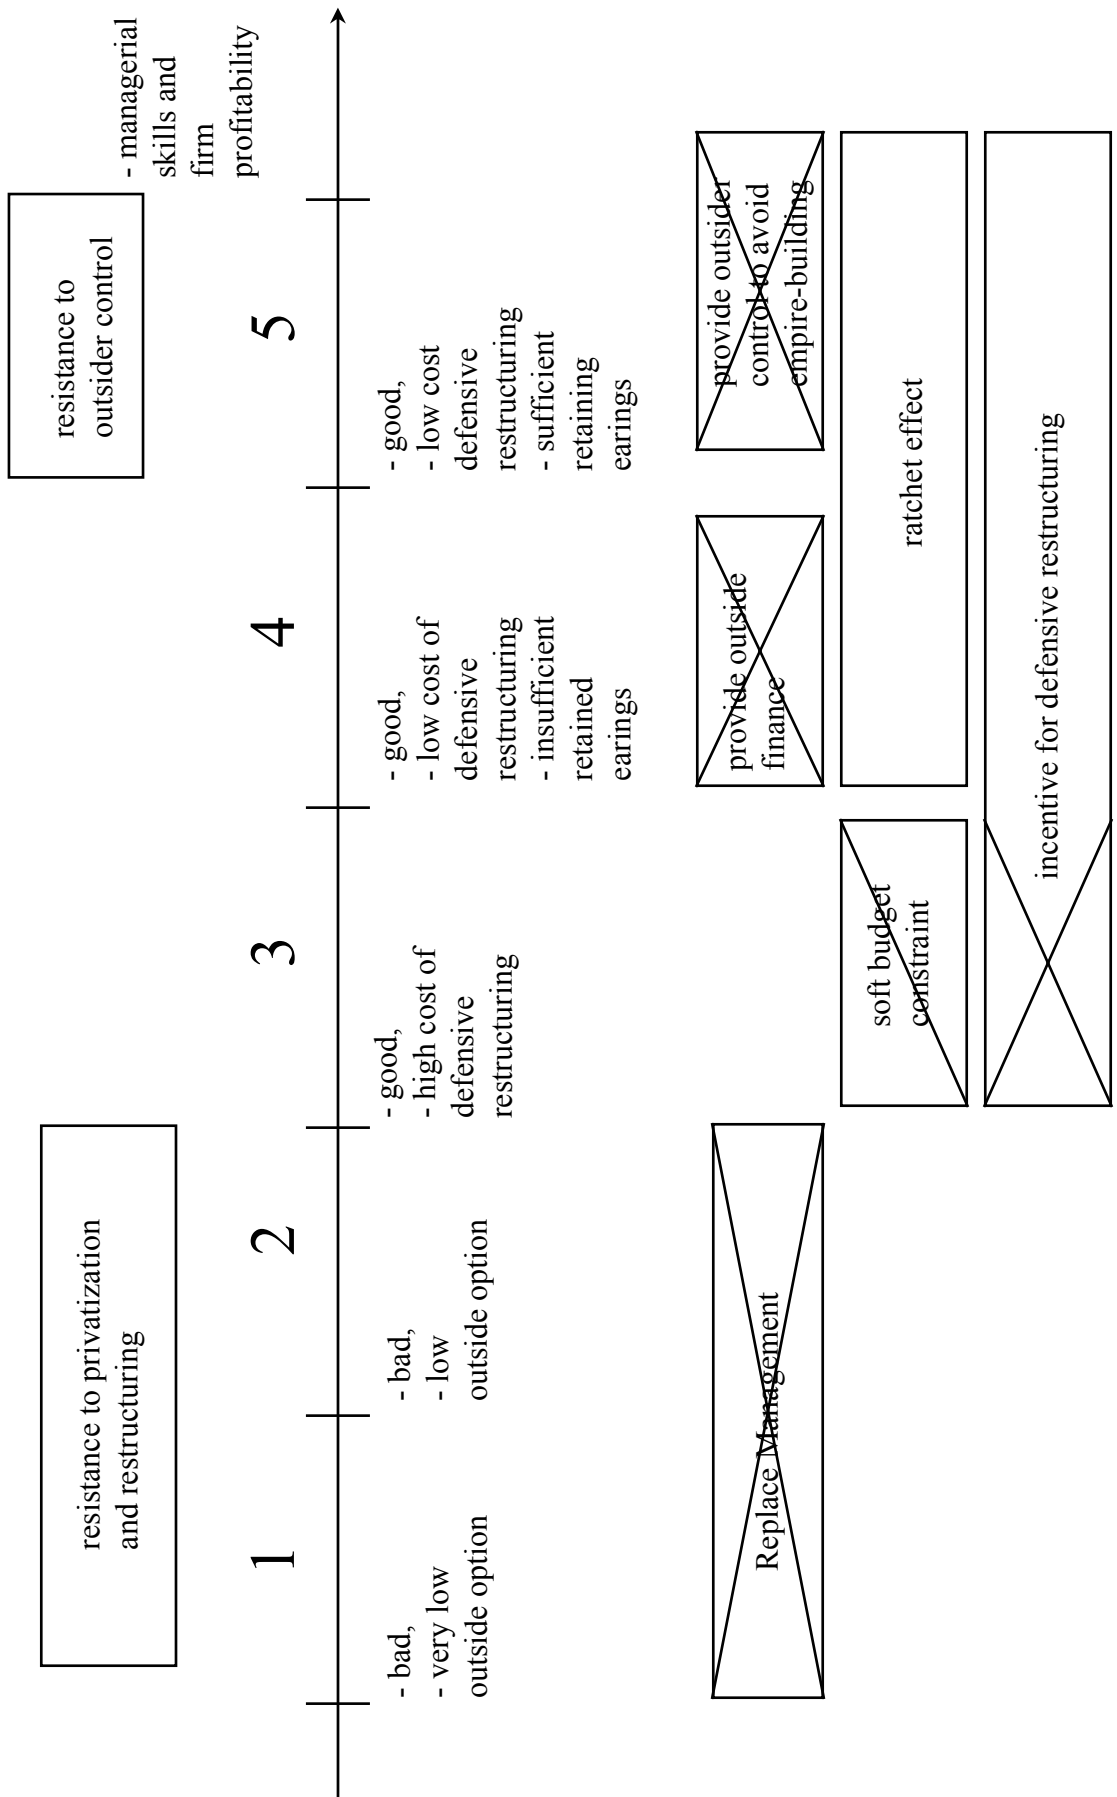 resistance to privatization
and restructuring
resistance to
outsider control
- managerial
skills and
firm
profitability
1
2
3
4
5
- bad,
- very low
outside option
- bad,
- low
outside option
- good,
- high cost of
defensive
restructuring
- good,
- low cost of
defensive
restructuring
- insufficient
retained
earings
- good,
- low cost
defensive
restructuring
- sufficient
retaining
earings
Replace Management
provide outside
finance
provide outsider
control to avoid
empire-building
soft budget
constraint
ratchet effect
incentive for defensive restructuring